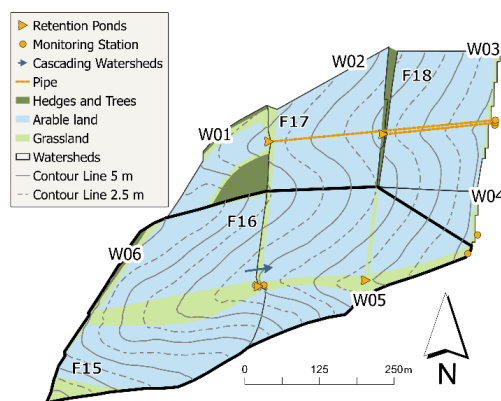 Retention Ponds
Monitoring Station
Cascading Watersheds
Pipe
Hedges and Trees
Arable land
Grassland
Watersheds
Contour Line 5 m
Contour Line 2.5 m
W01
W02
W03
F17
F18
W04
F16
W06
W05
F15
0 125 250m
N